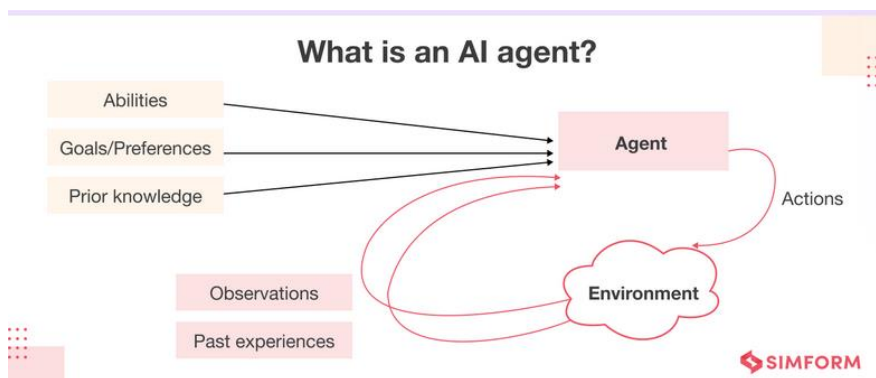 What is an AI agent?
Abilities
Goals/Preferences
Prior knowledge
Agent
Actions
Observations
Past experiences
Environment
SIMFORM